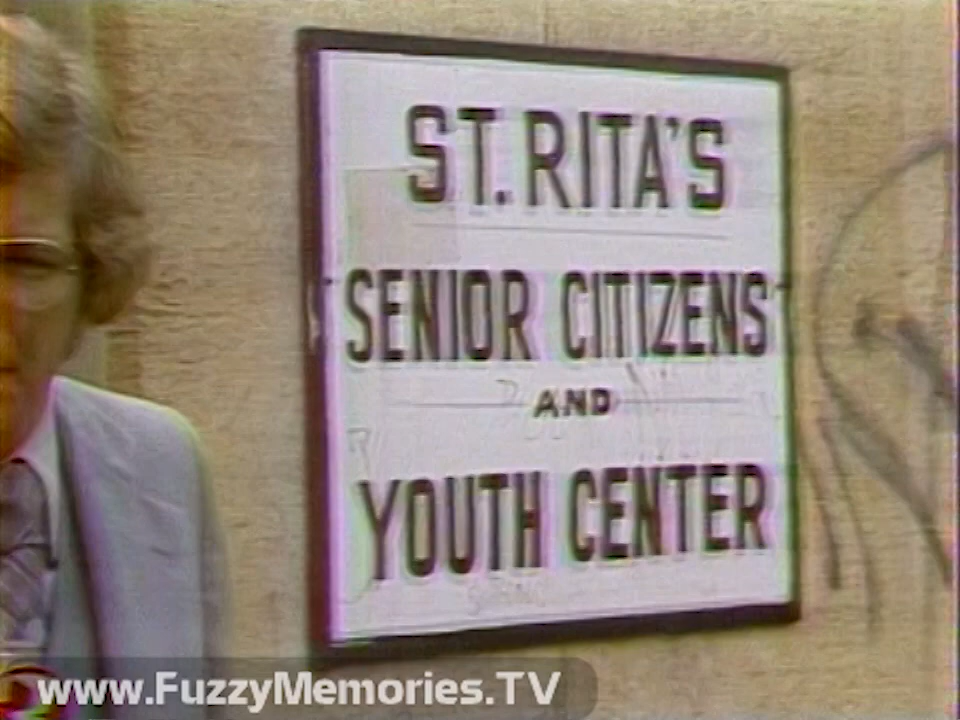 ST. RITA'S
SENIOR CITIZENS
AND
YOUTH CENTER
www.FuzzyMemories.TV